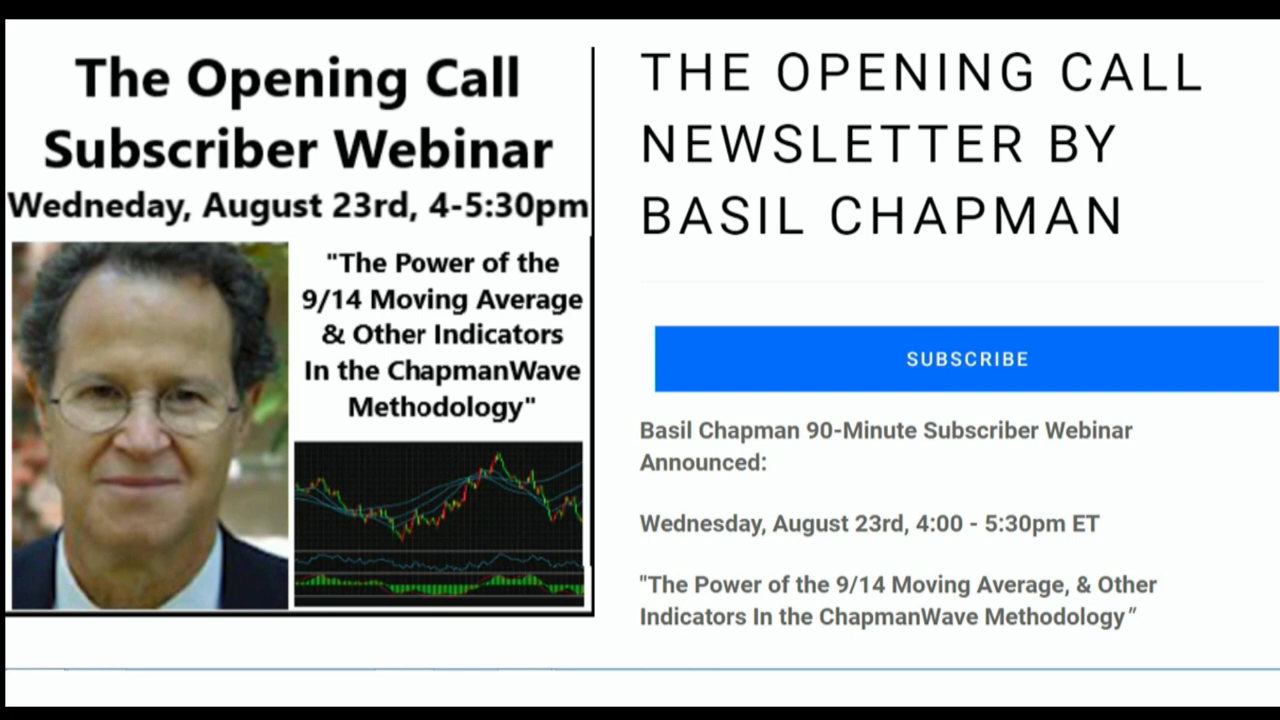 The Opening Call
Subscriber Webinar
Wedneday, August 23rd, 4-5:30pm
"The Power of the
9/14 Moving Average
& Other Indicators
In the ChapmanWave
Methodology"
THE OPENING CALL
NEWSLETTER BY
BASIL CHAPMAN
SUBSCRIBE
Basil Chapman 90-Minute Subscriber Webinar
Announced:
Wednesday, August 23rd, 4:00 - 5:30pm ET
"The Power of the 9/14 Moving Average, & Other
Indicators In the ChapmanWave Methodology"